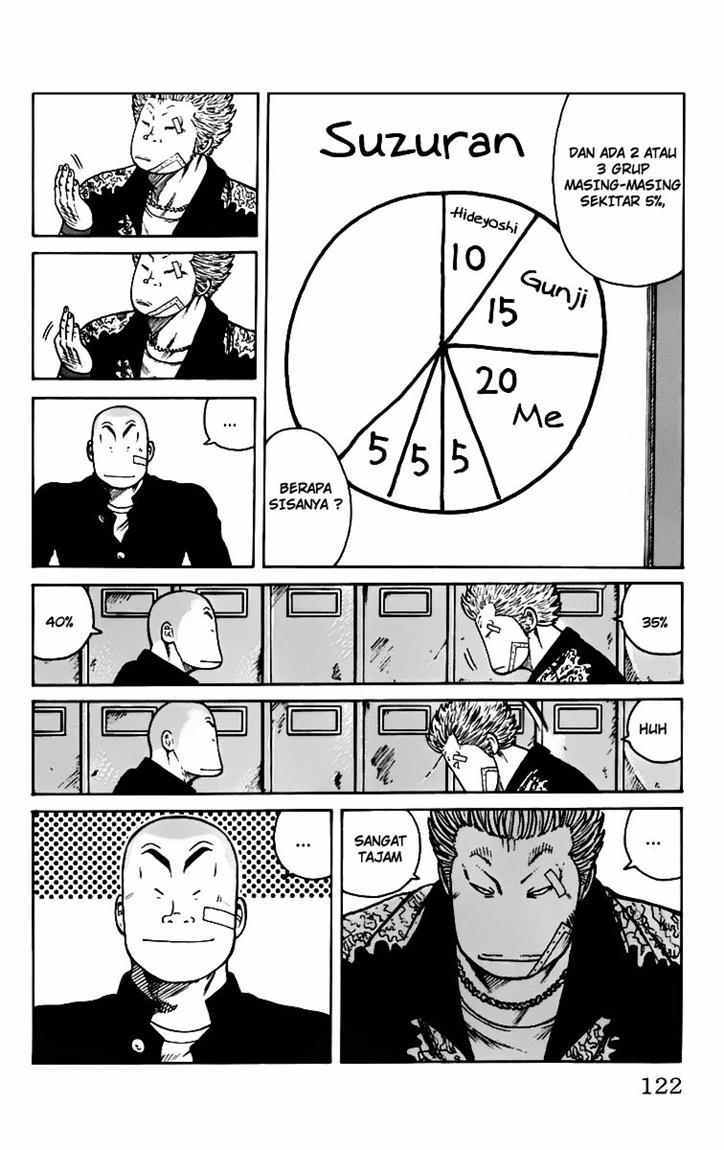 DAN ADA 2 ATAU
3 GRUP
MASING-MASING
SEKITAR 5%,
Suzuran
Hideyoshi
10
Gunji
15
20
Me
5
5
5
BERAPA
SISANYA ?
...
35%
40%
HUH
...
SANGAT
TAJAM
...
122